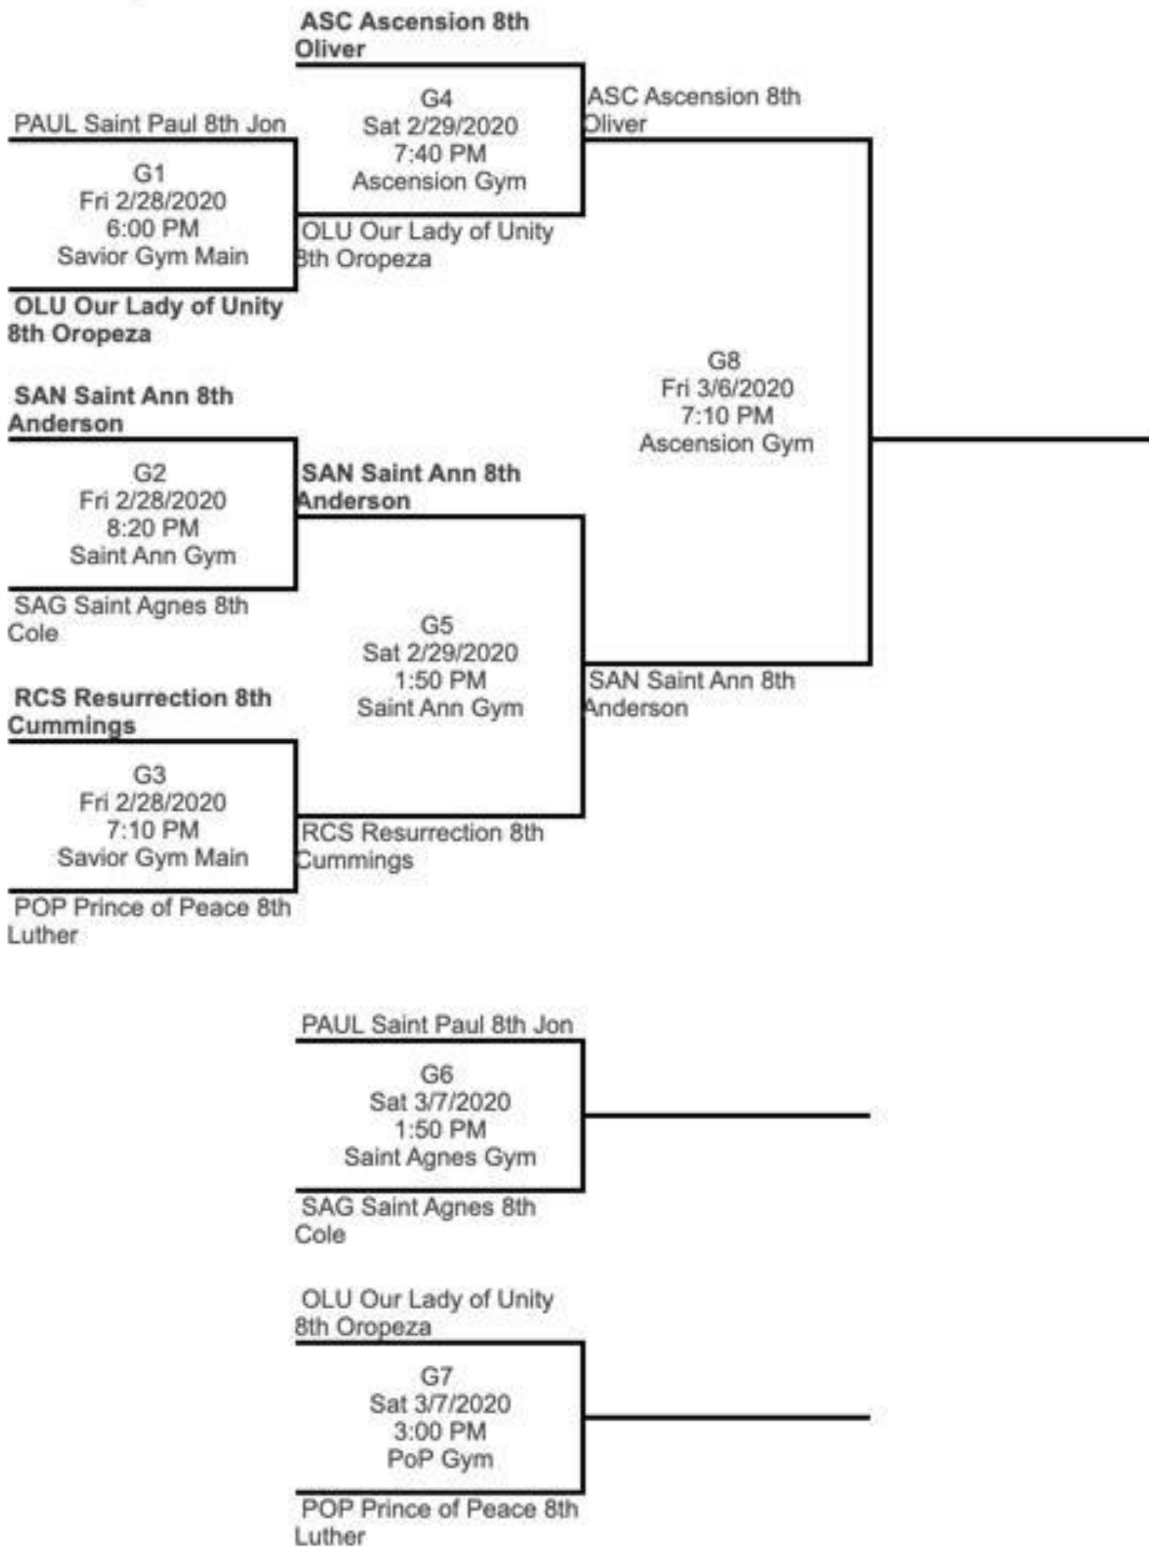 ASC Ascension 8th
Oliver
G4
Sat 2/29/2020
7:40 PM
Ascension Gym
ASC Ascension 8th
Oliver
PAUL Saint Paul 8th Jon
G1
Fri 2/28/2020
6:00 PM
Savior Gym Main
OLU Our Lady of Unity
8th Oropeza
OLU Our Lady of Unity
8th Oropeza
SAN Saint Ann 8th
Anderson
G2
Fri 2/28/2020
8:20 PM
Saint Ann Gym
SAG Saint Agnes 8th
Cole
SAN Saint Ann 8th
Anderson
G8
Fri 3/6/2020
7:10 PM
Ascension Gym
G5
Sat 2/29/2020
1:50 PM
Saint Ann Gym
SAN Saint Ann 8th
Anderson
RCS Resurrection 8th
Cummings
G3
Fri 2/28/2020
7:10 PM
Savior Gym Main
POP Prince of Peace 8th
Luther
RCS Resurrection 8th
Cummings
PAUL Saint Paul 8th Jon
G6
Sat 3/7/2020
1:50 PM
Saint Agnes Gym
SAG Saint Agnes 8th
Cole
OLU Our Lady of Unity
8th Oropeza
G7
Sat 3/7/2020
3:00 PM
PoP Gym
POP Prince of Peace 8th
Luther